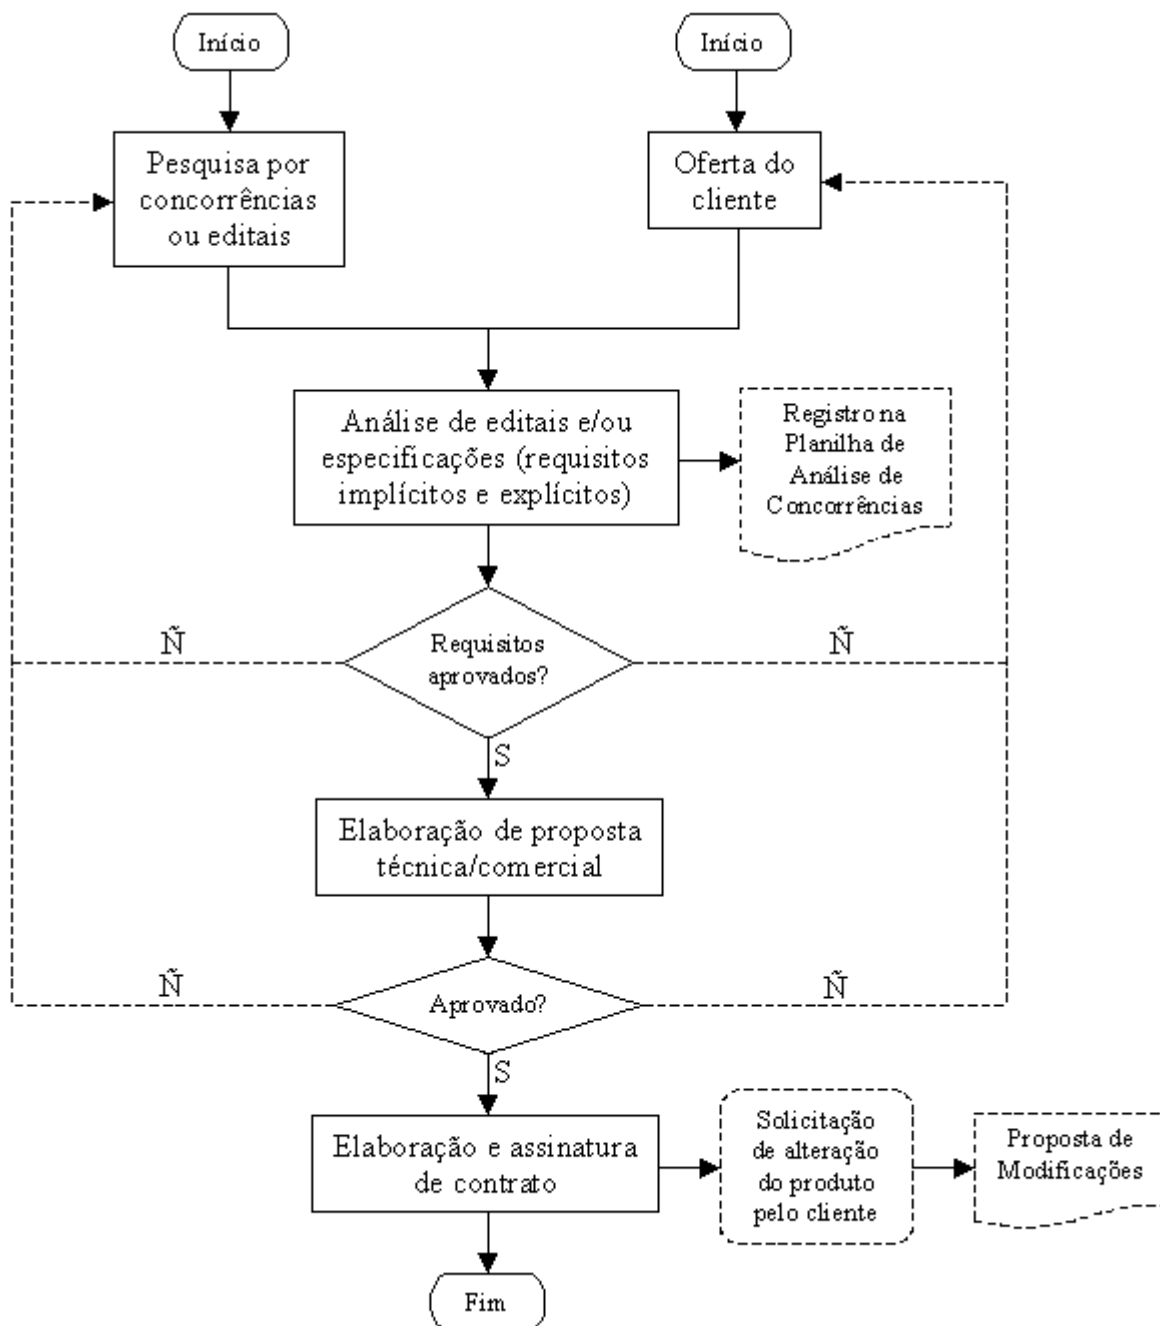 Início
Início
Pesquisa por
concorrências
ou editais
Oferta do
cliente
Análise de editais e/ou
especificações (requisitos
implícitos e explícitos)
Registro na
Planilha de
Análise de
Concorrências
Ñ
Requisitos
aprovados?
Ñ
S
Elaboração de proposta
técnica/comercial
Ñ
Aprovado?
Ñ
S
Elaboração e assinatura
de contrato
Solicitação
de alteração
do produto
pelo cliente
Proposta de
Modificações
Fim